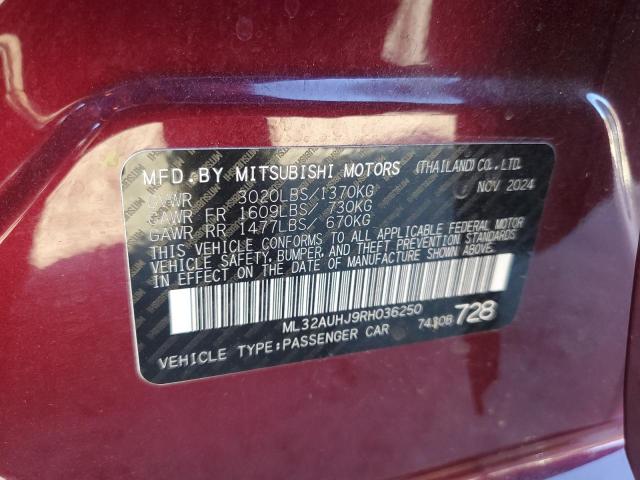 MFD. BY MITSUBISHI MOTORS (THAILAND) CO., LTD.
GVWR 3020LBS/1370KG NOV 2024
GAWR FR 1609LBS/ 730KG
GAWR RR 1477LBS/ 670KG
THIS VEHICLE CONFORMS TO ALL APPLICABLE FEDERAL MOTOR
VEHICLE SAFETY, BUMPER, AND THEFT PREVENTION STANDARDS
IN EFFECT ON THE DATE OF MANUFACTURE SHOWN ABOVE.
ML32AUHJ9RH036250
VEHICLE TYPE:PASSENGER CAR 728